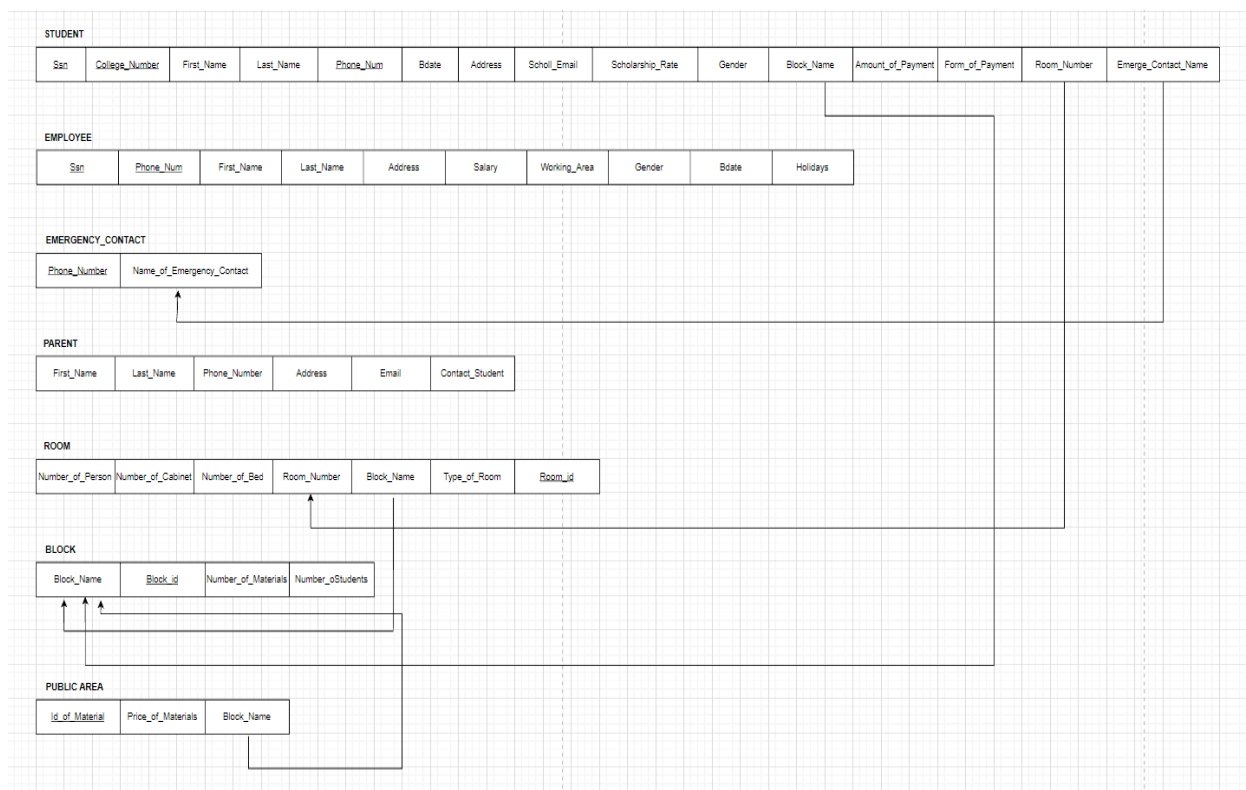 STUDENT
Ssn College_Number First_Name Last_Name Phone_Num Bdate Address Scholl_Email Scholarship_Rate Gender Block_Name Amount_of_Payment Form_of_Payment Room_Number Emerge_Contact_Name
EMPLOYEE
Ssn Phone_Num First_Name Last_Name Address Salary Working_Area Gender Bdate Holidays
EMERGENCY_CONTACT
Phone_Number Name_of_Emergency_Contact
PARENT
First_Name Last_Name Phone_Number Address Email Contact_Student
ROOM
Number_of_Person Number_of_Cabinet Number_of_Bed Room_Number Block_Name Type_of_Room Room_id
BLOCK
Block_Name Block_id Number_of_Materials Number_oStudents
PUBLIC AREA
Id_of_Material Price_of_Materials Block_Name